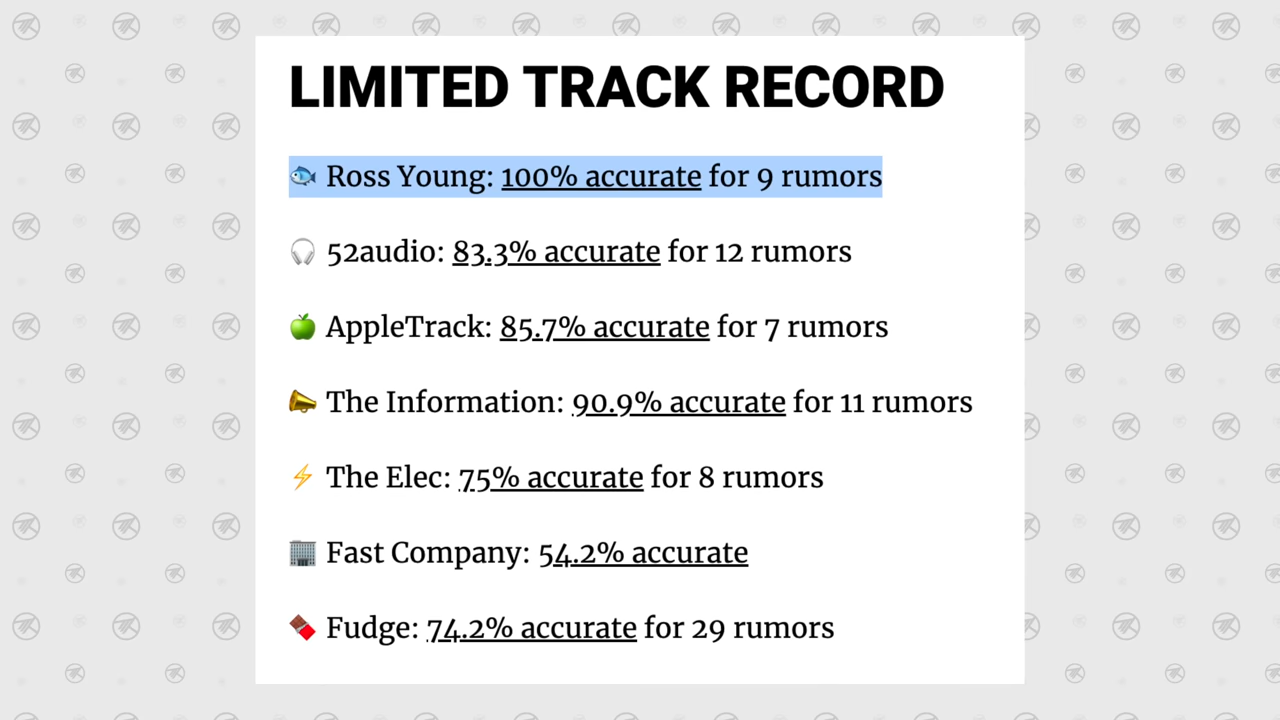 LIMITED TRACK RECORD
🐟 Ross Young: 100% accurate for 9 rumors
🎧 52audio: 83.3% accurate for 12 rumors
🍏 AppleTrack: 85.7% accurate for 7 rumors
📣 The Information: 90.9% accurate for 11 rumors
⚡ The Elec: 75% accurate for 8 rumors
🏢 Fast Company: 54.2% accurate
🍫 Fudge: 74.2% accurate for 29 rumors